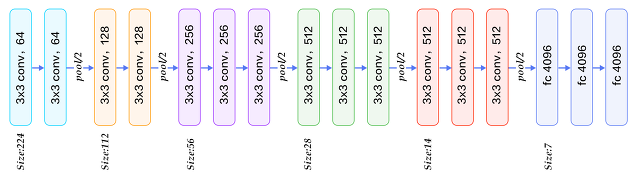 3x3 conv, 64
3x3 conv, 64
pool/2
3x3 conv, 128
3x3 conv, 128
pool/2
3x3 conv, 256
3x3 conv, 256
3x3 conv, 256
pool/2
3x3 conv, 512
3x3 conv, 512
3x3 conv, 512
pool/2
3x3 conv, 512
3x3 conv, 512
3x3 conv, 512
pool/2
fc 4096
fc 4096
fc 4096
Size:224
Size:112
Size:56
Size:28
Size:14
Size:7